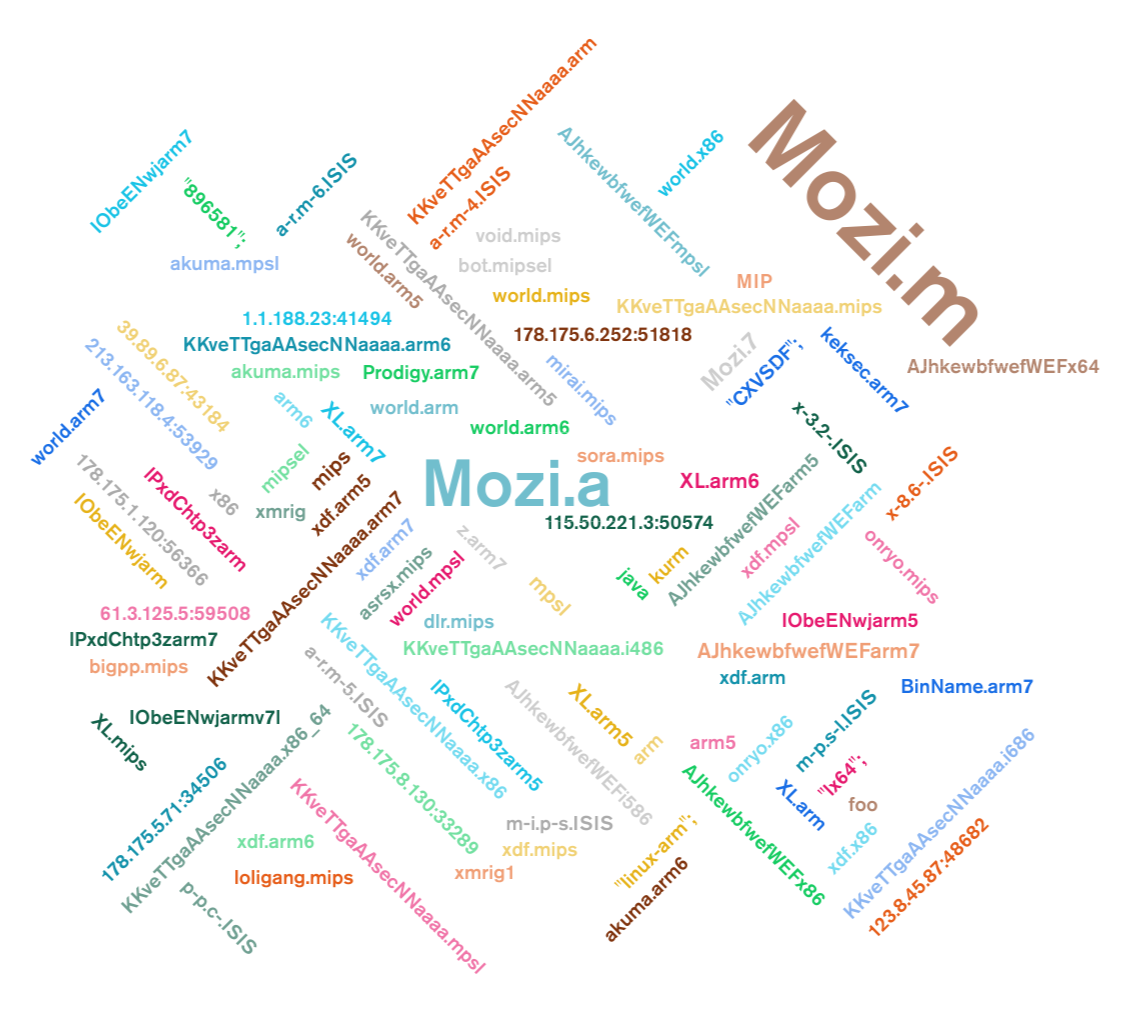 KKveTTgaAAsecNNaaaa.arm
Mozi.m
IObeENwjarm7
"896581";
a-r.m-6.ISIS
a-r.m-4.ISIS
AJhkewbfwefWEFmpsl
world.x86
akuma.mpsl
world.arm5
KKveTTgaAAsecNNaaaa.arm5
void.mips
bot.mipsel
world.mips
MIP
KKveTTgaAAsecNNaaaa.mips
1.1.188.23:41494
178.175.6.252:51818
KKveTTgaAAsecNNaaaa.arm6
39.89.6.87:43184
213.163.118.4:53929
akuma.mips
Prodigy.arm7
mirai.mips
Mozi.7
"CXVSDF";
keksec.arm7
AJhkewbfwefWEFx64
world.arm7
arm6
XL.arm7
world.arm
world.arm6
x-3.2-.ISIS
178.175.1.120:56366
IPxdChtp3zarm
x86
mipsel
mips
sora.mips
Mozi.a
XL.arm6
x-8.6-.ISIS
IObeENwjarm
xmrig
xdf.arm5
115.50.221.3:50574
AJhkewbfwefWEFarm5
xdf.mpsl
AJhkewbfwefWEFarm
onryo.mips
KKveTTgaAAsecNNaaaa.arm7
xdf.arm7
asrsx.mips
world.mpsl
z.arm7
mpsl
java
kurm
61.3.125.5:59508
dlr.mips
IObeENwjarm5
IPxdChtp3zarm7
KKveTTgaAAsecNNaaaa.i486
AJhkewbfwefWEFarm7
bigpp.mips
a-r.m-5.ISIS
KKveTTgaAAsecNNaaaa.x86
xdf.arm
BinName.arm7
XL.mips
IObeENwjarmv7l
KKveTTgaAAsecNNaaaa.x86_64
IPxdChtp3zarm5
AJhkewbfwefWEFi586
XL.arm5
arm
arm5
onryo.x86
m-p.s-l.ISIS
178.175.5.71:34506
178.175.8.130:33289
AJhkewbfwefWEFx86
XL.arm
"lx64";
foo
KKveTTgaAAsecNNaaaa.i686
KKveTTgaAAsecNNaaaa.mpsl
m-i.p-s.ISIS
xdf.arm6
xdf.mips
"linux-arm";
xdf.x86
123.8.45.87:48682
loligang.mips
xmrig1
akuma.arm6
p-p.c-.ISIS